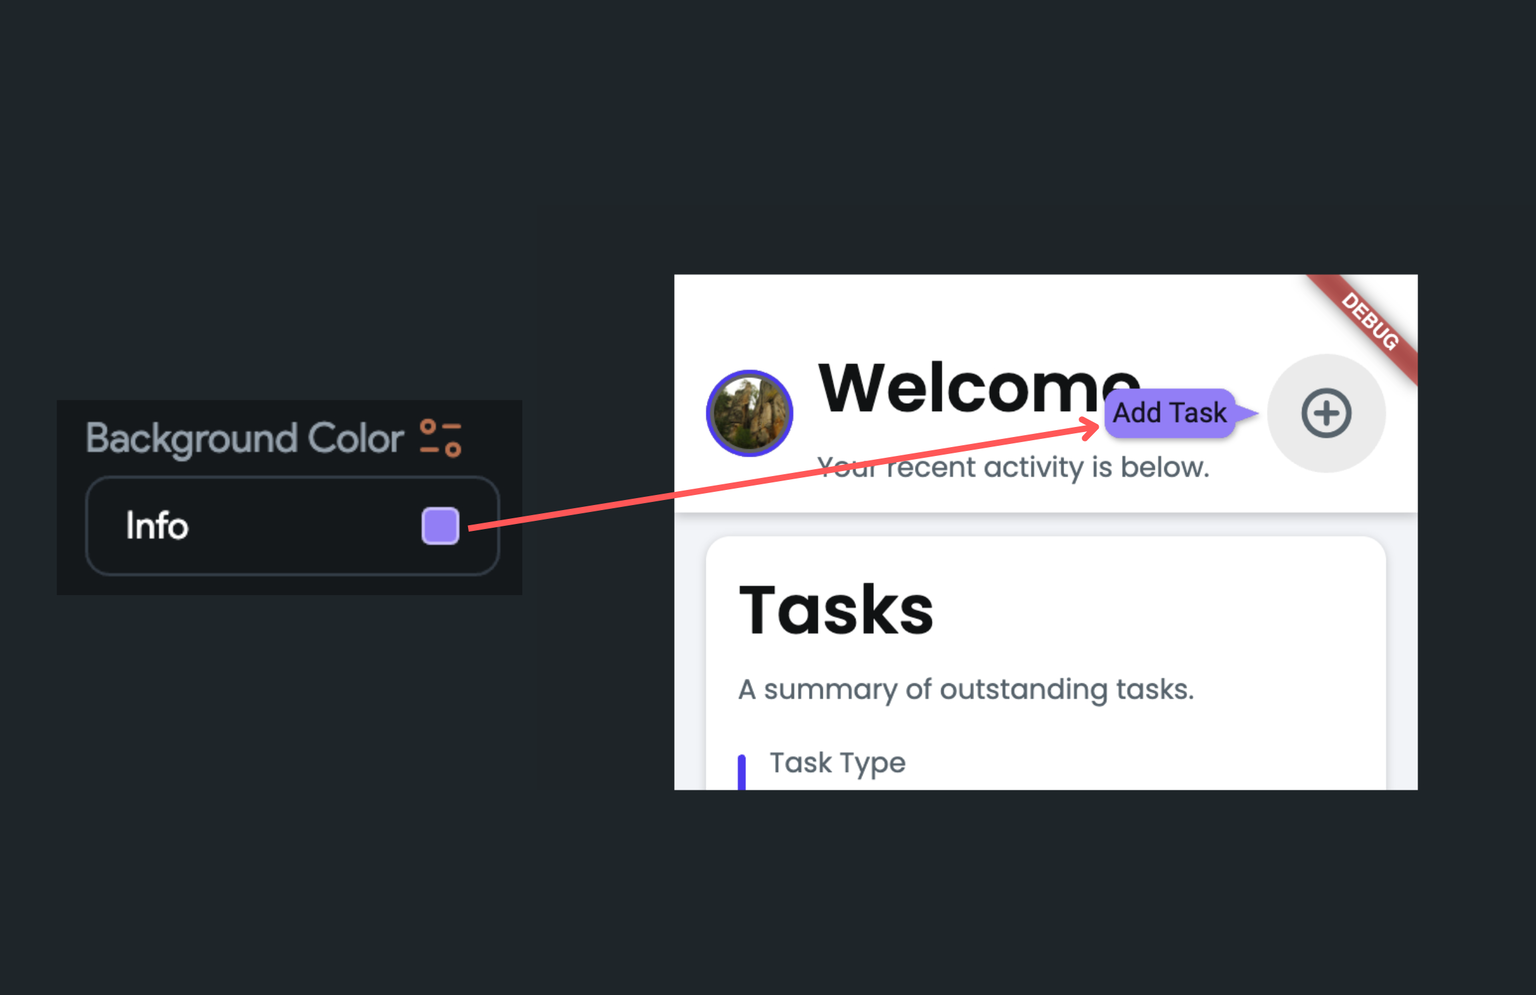 Background Color
Info
DEBUG
Welcome
Add Task
Your recent activity is below.
Tasks
A summary of outstanding tasks.
Task Type